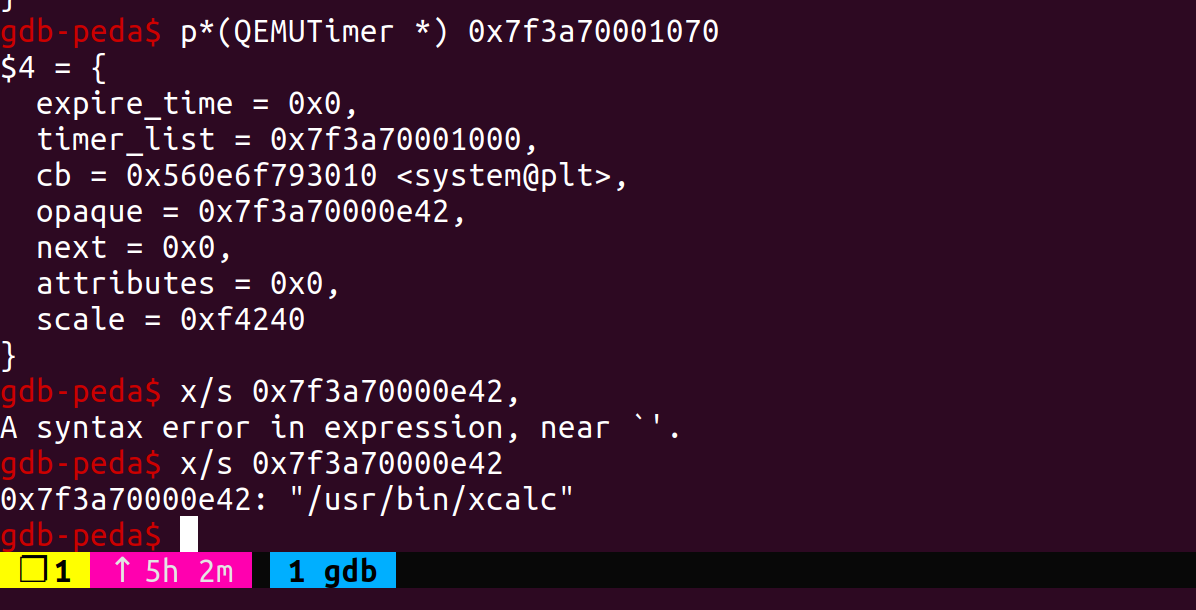 }
gdb-peda$ p*(QEMUTimer *) 0x7f3a70001070
$4 = {
  expire_time = 0x0,
  timer_list = 0x7f3a70001000,
  cb = 0x560e6f793010 <system@plt>,
  opaque = 0x7f3a70000e42,
  next = 0x0,
  attributes = 0x0,
  scale = 0xf4240
}
gdb-peda$ x/s 0x7f3a70000e42,
A syntax error in expression, near `'.
gdb-peda$ x/s 0x7f3a70000e42
0x7f3a70000e42: "/usr/bin/xcalc"
gdb-peda$
❐ 1 ↑ 5h 2m 1 gdb